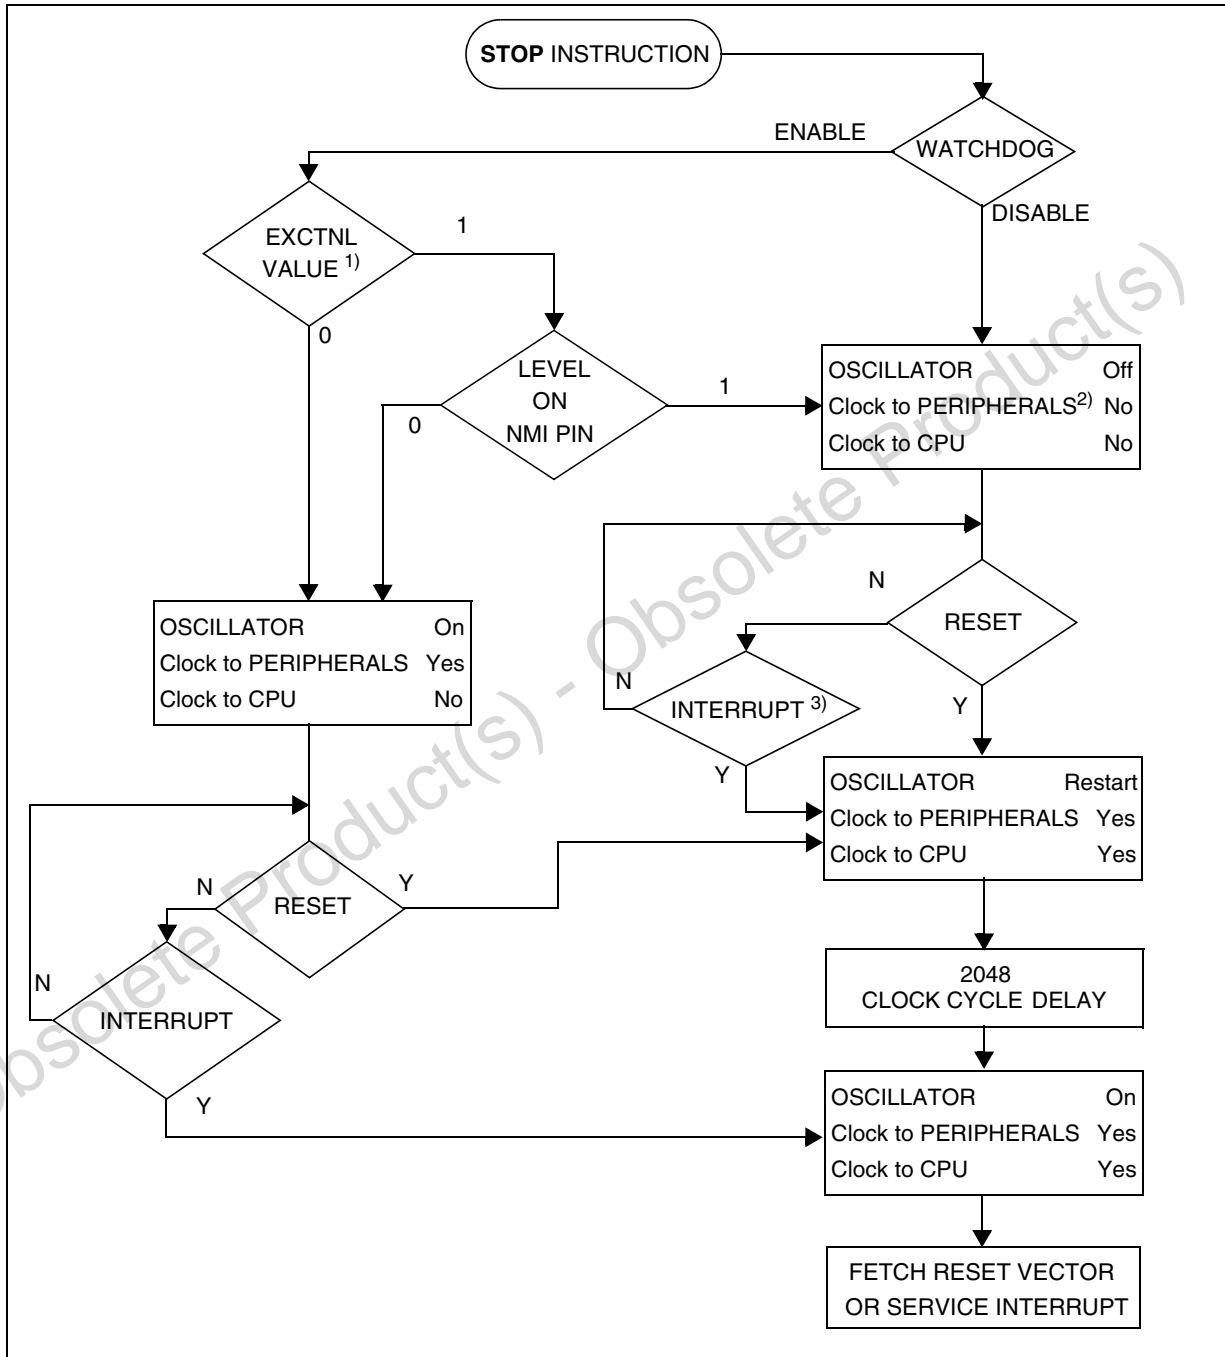 STOP INSTRUCTION
ENABLE
WATCHDOG
DISABLE
EXCTNL
VALUE 1)
1
0
LEVEL
ON
NMI PIN
1
0
OSCILLATOR Off
Clock to PERIPHERALS2) No
Clock to CPU No
N
RESET
Y
OSCILLATOR On
Clock to PERIPHERALS Yes
Clock to CPU No
N
INTERRUPT 3)
Y
OSCILLATOR Restart
Clock to PERIPHERALS Yes
Clock to CPU Yes
N
RESET
Y
N
INTERRUPT
Y
2048
CLOCK CYCLE DELAY
OSCILLATOR On
Clock to PERIPHERALS Yes
Clock to CPU Yes
FETCH RESET VECTOR
OR SERVICE INTERRUPT
Obsolete Product(s) - Obsolete Product(s)